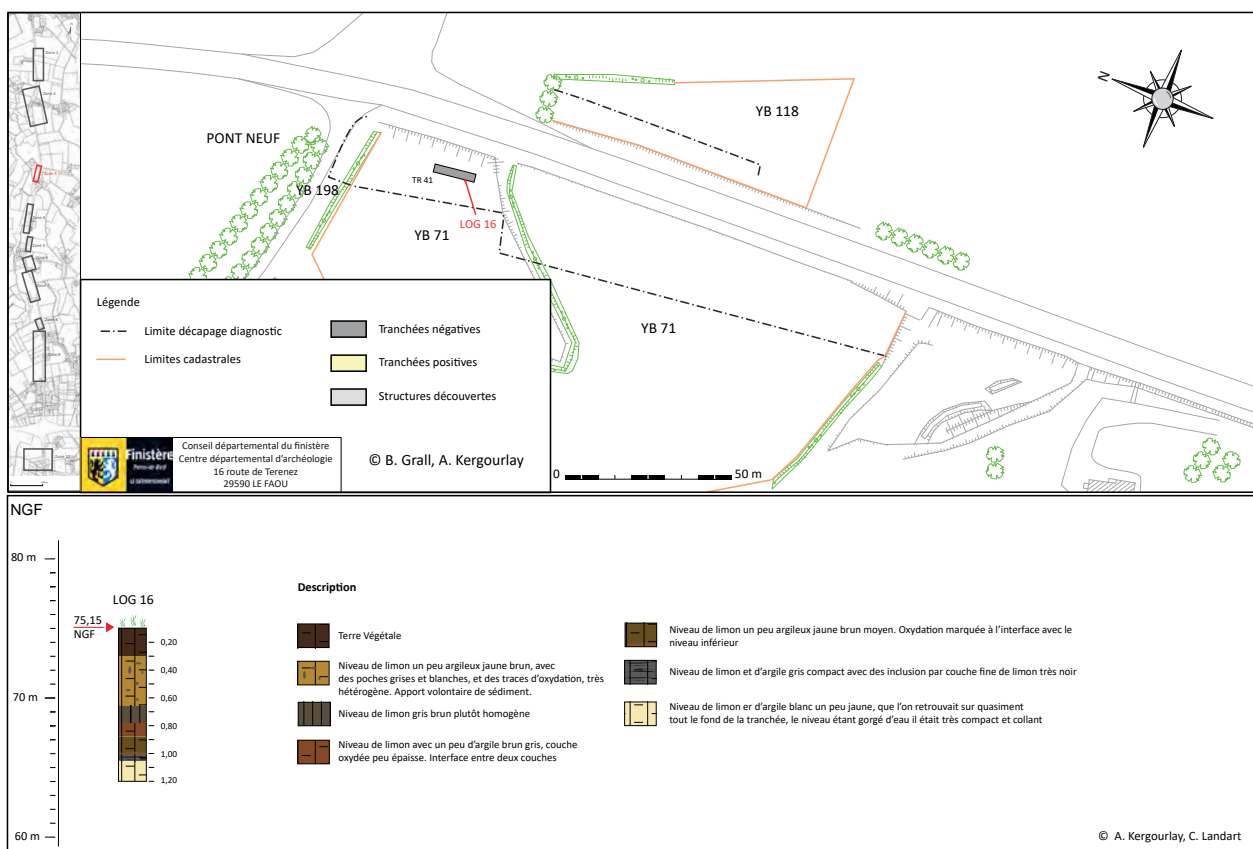 PONT NEUF
YB 118
N
YB 198
TR 41
LOG 16
YB 71
YB 71
Légende
Limite décapage diagnostic
Limites cadastrales
Tranchées négatives
Tranchées positives
Structures découvertes
Finistère
Penn-ar-Bed
LE DÉPARTEMENT
Conseil départemental du finistère
Centre départemental d'archéologie
16 route de Terenez
29590 LE FAOU
© B. Grall, A. Kergourlay
0 50 m
NGF
80 m
70 m
60 m
LOG 16
75,15
NGF
0,20
0,40
0,60
0,80
1,00
1,20
Description
Terre Végétale
Niveau de limon un peu argileux jaune brun, avec
des poches grises et blanches, et des traces d'oxydation, très
hétérogène. Apport volontaire de sédiment.
Niveau de limon gris brun plutôt homogène
Niveau de limon avec un peu d'argile brun gris, couche
oxydée peu épaisse. Interface entre deux couches
Niveau de limon un peu argileux jaune brun moyen. Oxydation marquée à l'interface avec le
niveau inférieur
Niveau de limon et d'argile gris compact avec des inclusion par couche fine de limon très noir
Niveau de limon er d'argile blanc un peu jaune, que l'on retrouvait sur quasiment
tout le fond de la tranchée, le niveau étant gorgé d'eau il était très compact et collant
© A. Kergourlay, C. Landart